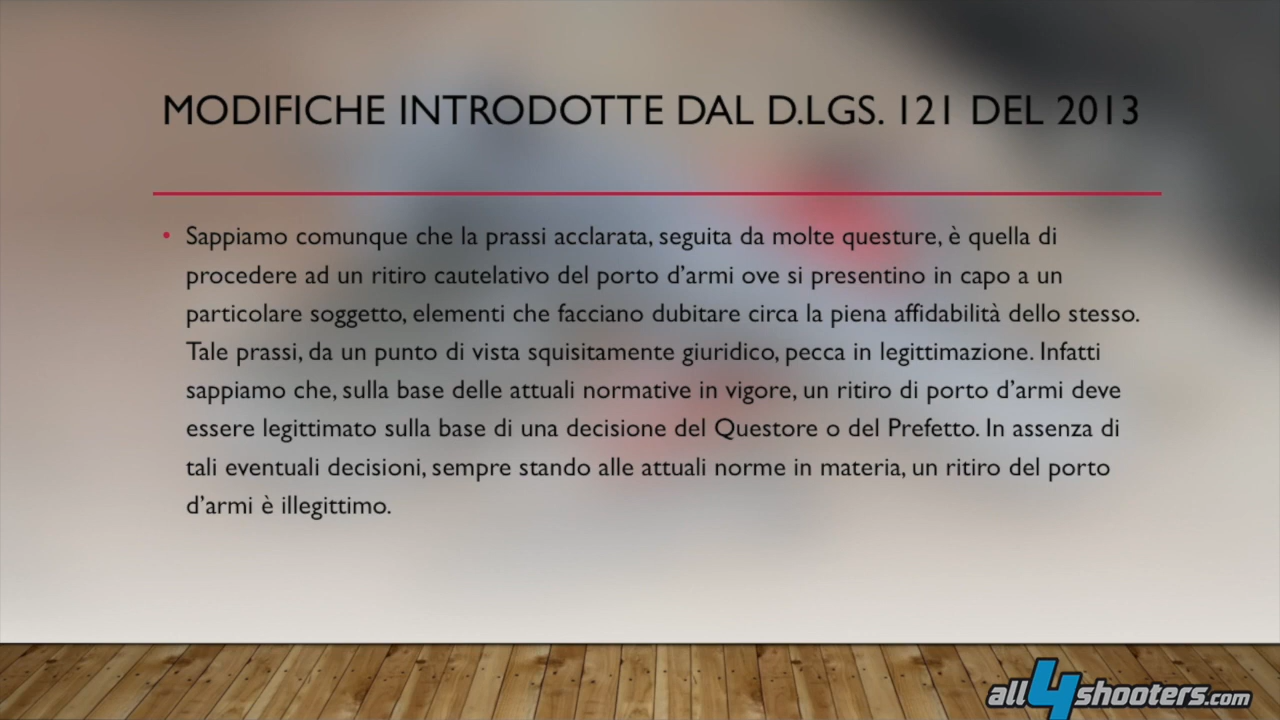 MODIFICHE INTRODOTTE DAL D.LGS. 121 DEL 2013
• Sappiamo comunque che la prassi acclarata, seguita da molte questure, è quella di
procedere ad un ritiro cautelativo del porto d’armi ove si presentino in capo a un
particolare soggetto, elementi che facciano dubitare circa la piena affidabilità dello stesso.
Tale prassi, da un punto di vista squisitamente giuridico, pecca in legittimazione. Infatti
sappiamo che, sulla base delle attuali normative in vigore, un ritiro di porto d’armi deve
essere legittimato sulla base di una decisione del Questore o del Prefetto. In assenza di
tali eventuali decisioni, sempre stando alle attuali norme in materia, un ritiro del porto
d’armi è illegittimo.
all4shooters.com